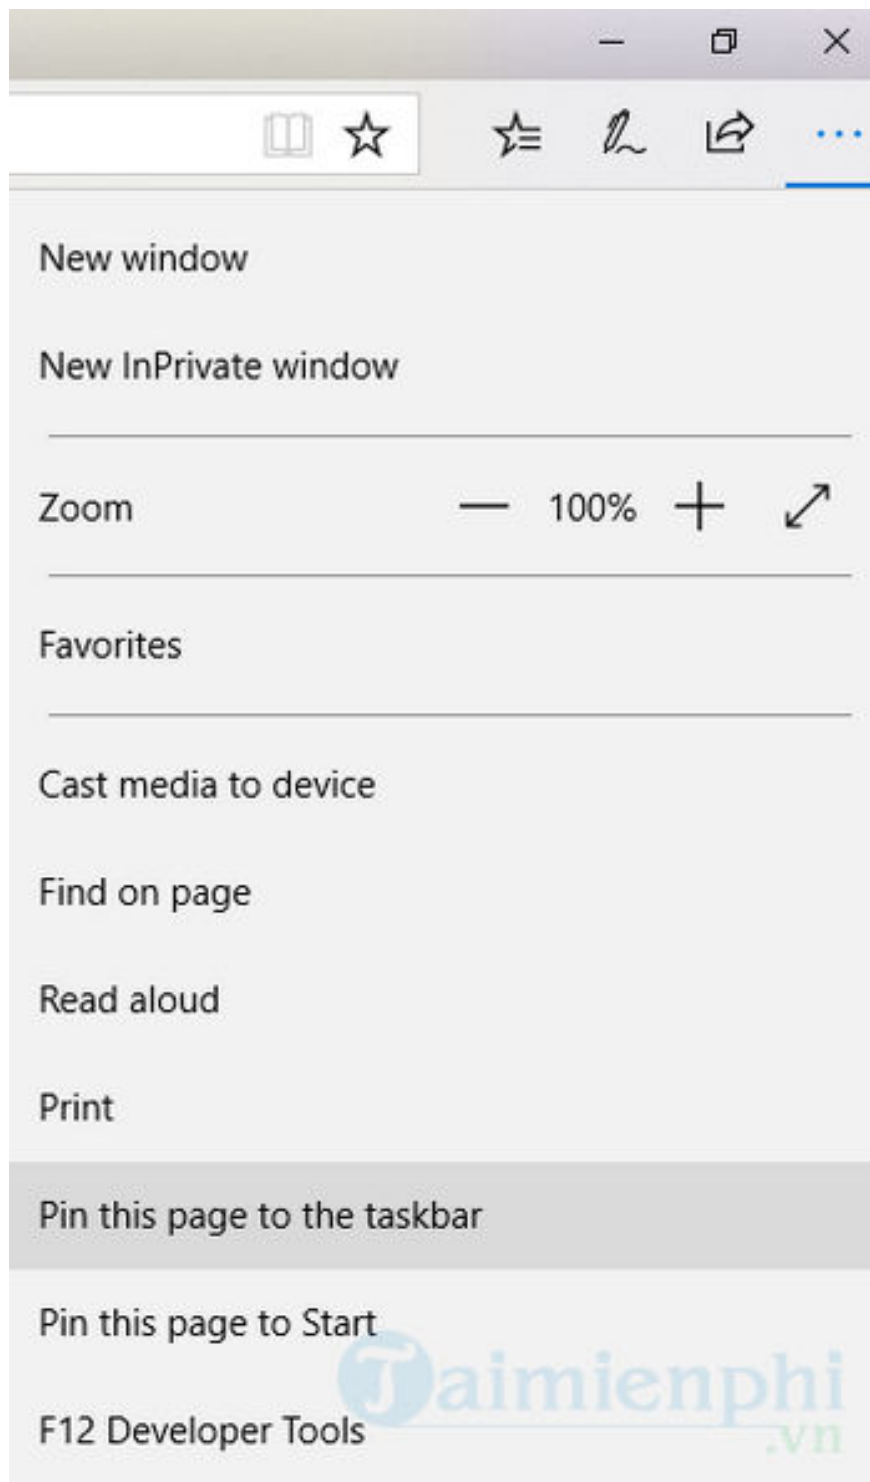 New window
New InPrivate window
Zoom 100%
Favorites
Cast media to device
Find on page
Read aloud
Print
Pin this page to the taskbar
Pin this page to Start
Taimienphi
.vn
F12 Developer Tools